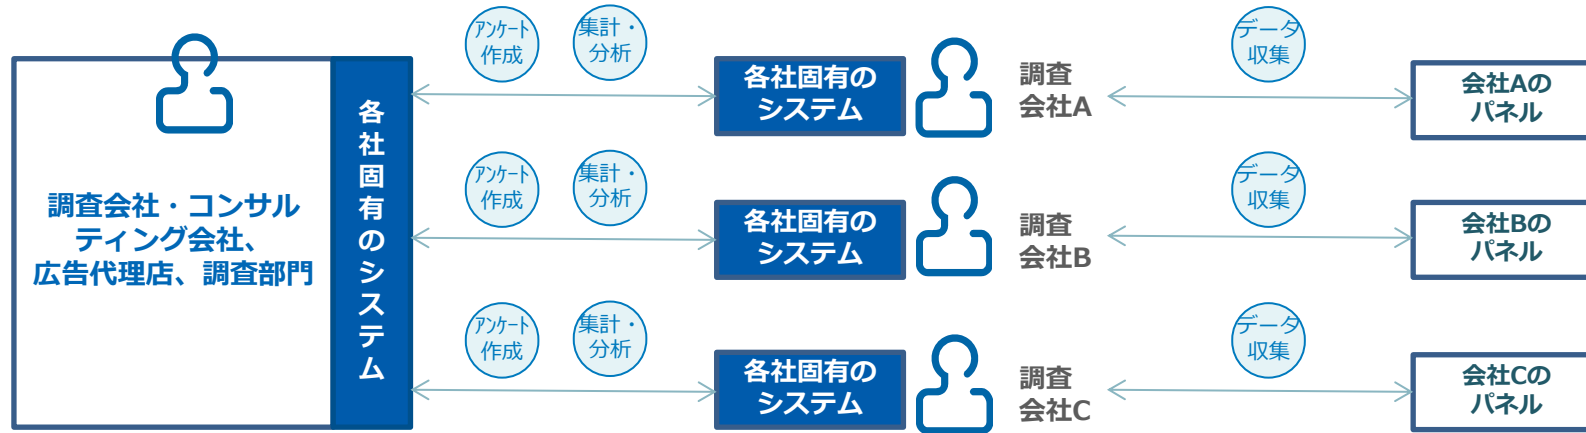 調査会社・コンサル
ティング会社、
広告代理店、調査部門
各社固有のシステム
アンケート
作成
集計・
分析
各社固有の
システム
調査
会社A
データ
収集
会社Aの
パネル
アンケート
作成
集計・
分析
各社固有の
システム
調査
会社B
データ
収集
会社Bの
パネル
アンケート
作成
集計・
分析
各社固有の
システム
調査
会社C
データ
収集
会社Cの
パネル